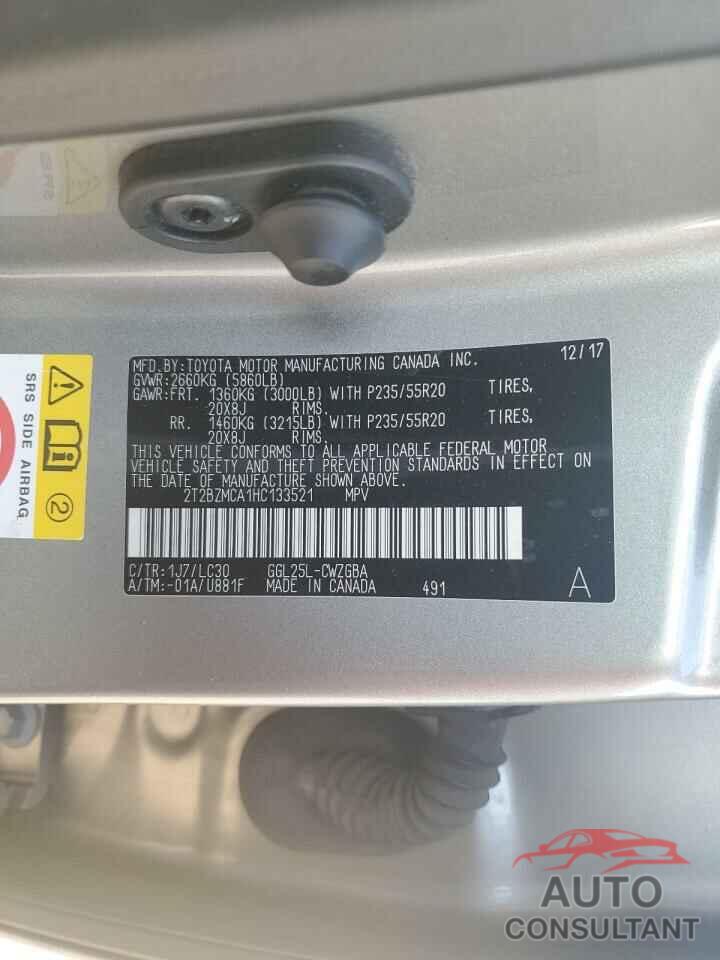 MFD.BY:TOYOTA MOTOR MANUFACTURING CANADA INC. 12/17
GVWR:2660KG (5860LB)
GAWR:FRT. 1360KG (3000LB) WITH P235/55R20 TIRES,
20X8J RIMS.
RR. 1460KG (3215LB) WITH P235/55R20 TIRES,
20X8J RIMS.
THIS VEHICLE CONFORMS TO ALL APPLICABLE FEDERAL MOTOR
VEHICLE SAFETY AND THEFT PREVENTION STANDARDS IN EFFECT ON
THE DATE OF MANUFACTURE SHOWN ABOVE.
2T2BZMCA1HC133521 MPV
C/TR:1J7/LC30 GGL25L-CWZGBA
A/TM:-01A/U881F MADE IN CANADA 491 A
SRS SIDE AIRBAG
2
SRS
AUTO
CONSULTANT